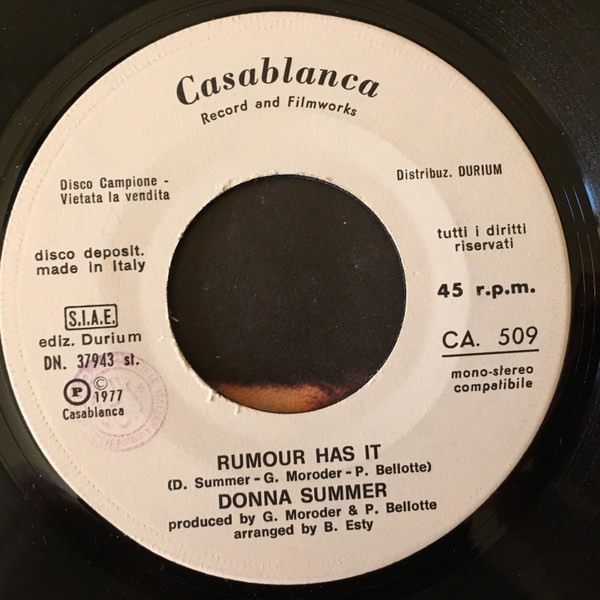 Casablanca
Record and Filmworks
Disco Campione -
Vietata la vendita
Distribuz. DURIUM
disco deposit.
made in Italy
tutti i diritti
riservati
45 r.p.m.
S.I.A.E.
ediz. Durium
DN. 37943 st.
CA. 509
Ⓟ © 1977
Casablanca
mono-stereo
compatibile
RUMOUR HAS IT
(D. Summer - G. Moroder - P. Bellotte)
DONNA SUMMER
produced by G. Moroder & P. Bellotte
arranged by B. Esty